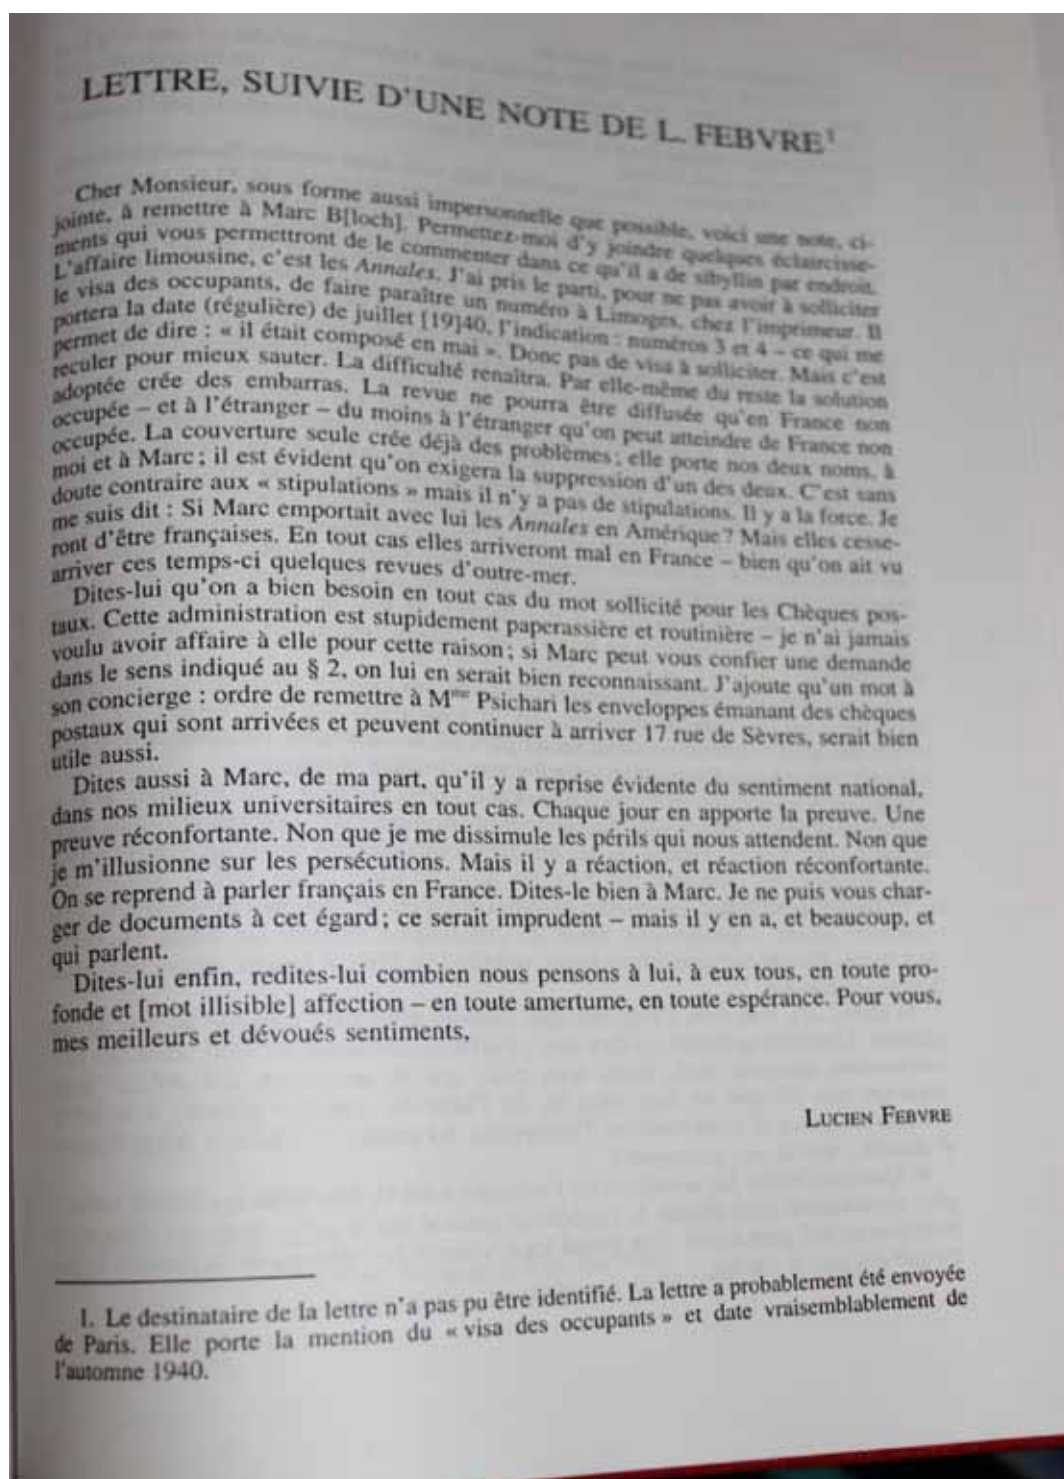 LETTRE, SUIVIE D'UNE NOTE DE L. FEBVRE¹
Cher Monsieur, sous forme aussi impersonnelle que possible, voici une note, ci-
jointe, à remettre à Marc B[loch]. Permettez-moi d'y joindre quelques éclaircisse-
ments qui vous permettront de le commenter dans ce qu'il a de sibyllin par endroit.
L'affaire limousine, c'est les Annales. J'ai pris le parti, pour ne pas avoir à solliciter
le visa des occupants, de faire paraître un numéro à Limoges, chez l'imprimeur. Il
portera la date (régulière) de juillet [19]40, l'indication : numéros 3 et 4 – ce qui me
permet de dire : « il était composé en mai ». Donc pas de visa à solliciter. Mais c'est
reculer pour mieux sauter. La difficulté renaîtra. Par elle-même du reste la solution
adoptée crée des embarras. La revue ne pourra être diffusée qu'en France non
occupée – et à l'étranger – du moins à l'étranger qu'on peut atteindre de France non
occupée. La couverture seule crée déjà des problèmes ; elle porte nos deux noms, à
moi et à Marc ; il est évident qu'on exigera la suppression d'un des deux. C'est sans
doute contraire aux « stipulations » mais il n'y a pas de stipulations. Il y a la force. Je
me suis dit : Si Marc emportait avec lui les Annales en Amérique ? Mais elles cesse-
ront d'être françaises. En tout cas elles arriveront mal en France – bien qu'on ait vu
arriver ces temps-ci quelques revues d'outre-mer.
Dites-lui qu'on a bien besoin en tout cas du mot sollicité pour les Chèques pos-
taux. Cette administration est stupidement paperassière et routinière – je n'ai jamais
voulu avoir affaire à elle pour cette raison ; si Marc peut vous confier une demande
dans le sens indiqué au § 2, on lui en serait bien reconnaissant. J'ajoute qu'un mot à
son concierge : ordre de remettre à Mme Psichari les enveloppes émanant des chèques
postaux qui sont arrivées et peuvent continuer à arriver 17 rue de Sèvres, serait bien
utile aussi.
Dites aussi à Marc, de ma part, qu'il y a reprise évidente du sentiment national,
dans nos milieux universitaires en tout cas. Chaque jour en apporte la preuve. Une
preuve réconfortante. Non que je me dissimule les périls qui nous attendent. Non que
je m'illusionne sur les persécutions. Mais il y a réaction, et réaction réconfortante.
On se reprend à parler français en France. Dites-le bien à Marc. Je ne puis vous char-
ger de documents à cet égard ; ce serait imprudent – mais il y en a, et beaucoup, et
qui parlent.
Dites-lui enfin, redites-lui combien nous pensons à lui, à eux tous, en toute pro-
fonde et [mot illisible] affection – en toute amertume, en toute espérance. Pour vous,
mes meilleurs et dévoués sentiments,
LUCIEN FEBVRE
1. Le destinataire de la lettre n'a pas pu être identifié. La lettre a probablement été envoyée
de Paris. Elle porte la mention du « visa des occupants » et date vraisemblablement de
l'automne 1940.